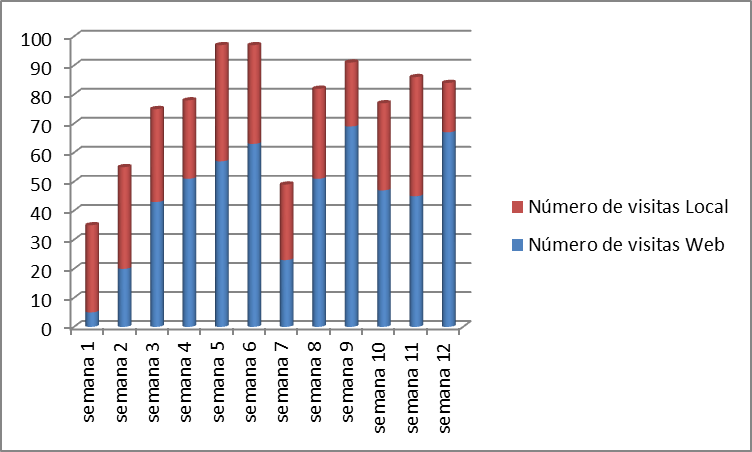 100
90
80
70
60
50
40
30
20
10
0
semana 1
semana 2
semana 3
semana 4
semana 5
semana 6
semana 7
semana 8
semana 9
semana 10
semana 11
semana 12
Número de visitas Local
Número de visitas Web